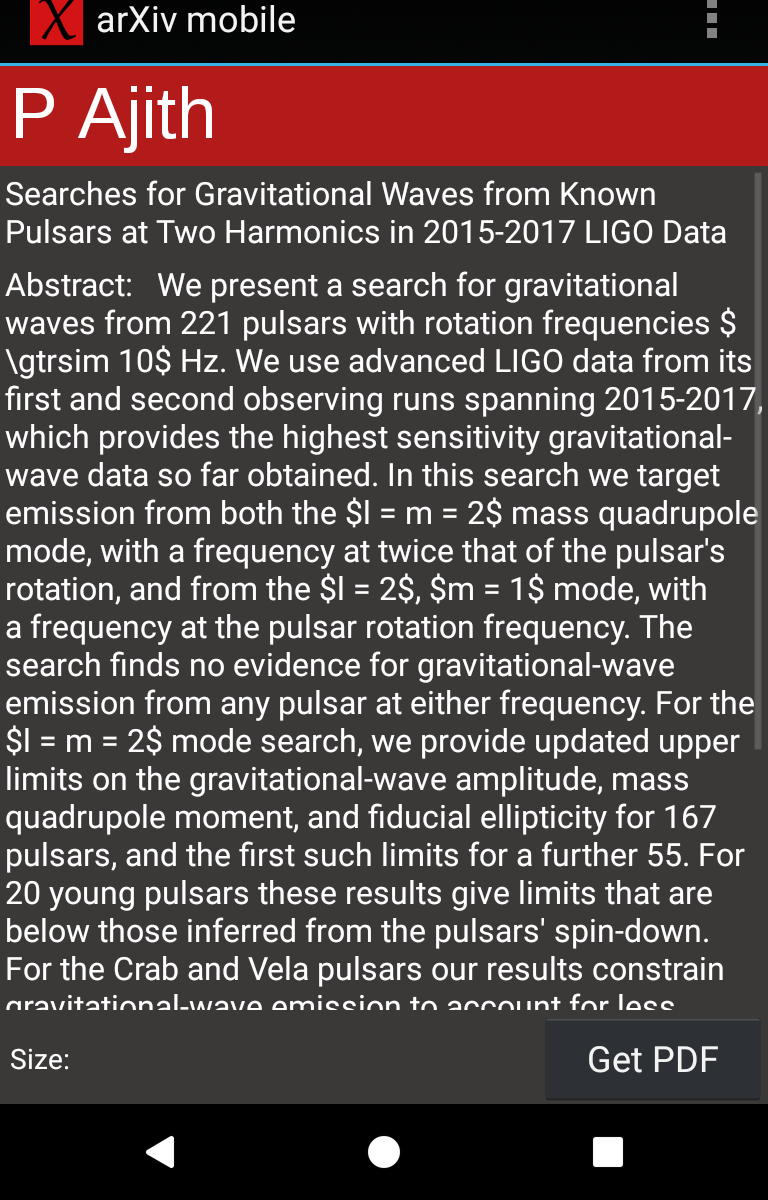 arXiv mobile
P Ajith
Searches for Gravitational Waves from Known
Pulsars at Two Harmonics in 2015-2017 LIGO Data
Abstract:   We present a search for gravitational
waves from 221 pulsars with rotation frequencies $
\gtrsim 10$ Hz. We use advanced LIGO data from its
first and second observing runs spanning 2015-2017,
which provides the highest sensitivity gravitational-
wave data so far obtained. In this search we target
emission from both the $l = m = 2$ mass quadrupole
mode, with a frequency at twice that of the pulsar's
rotation, and from the $l = 2$, $m = 1$ mode, with
a frequency at the pulsar rotation frequency. The
search finds no evidence for gravitational-wave
emission from any pulsar at either frequency. For the
$l = m = 2$ mode search, we provide updated upper
limits on the gravitational-wave amplitude, mass
quadrupole moment, and fiducial ellipticity for 167
pulsars, and the first such limits for a further 55. For
20 young pulsars these results give limits that are
below those inferred from the pulsars' spin-down.
For the Crab and Vela pulsars our results constrain
gravitational-wave emission to account for less
Size:
Get PDF